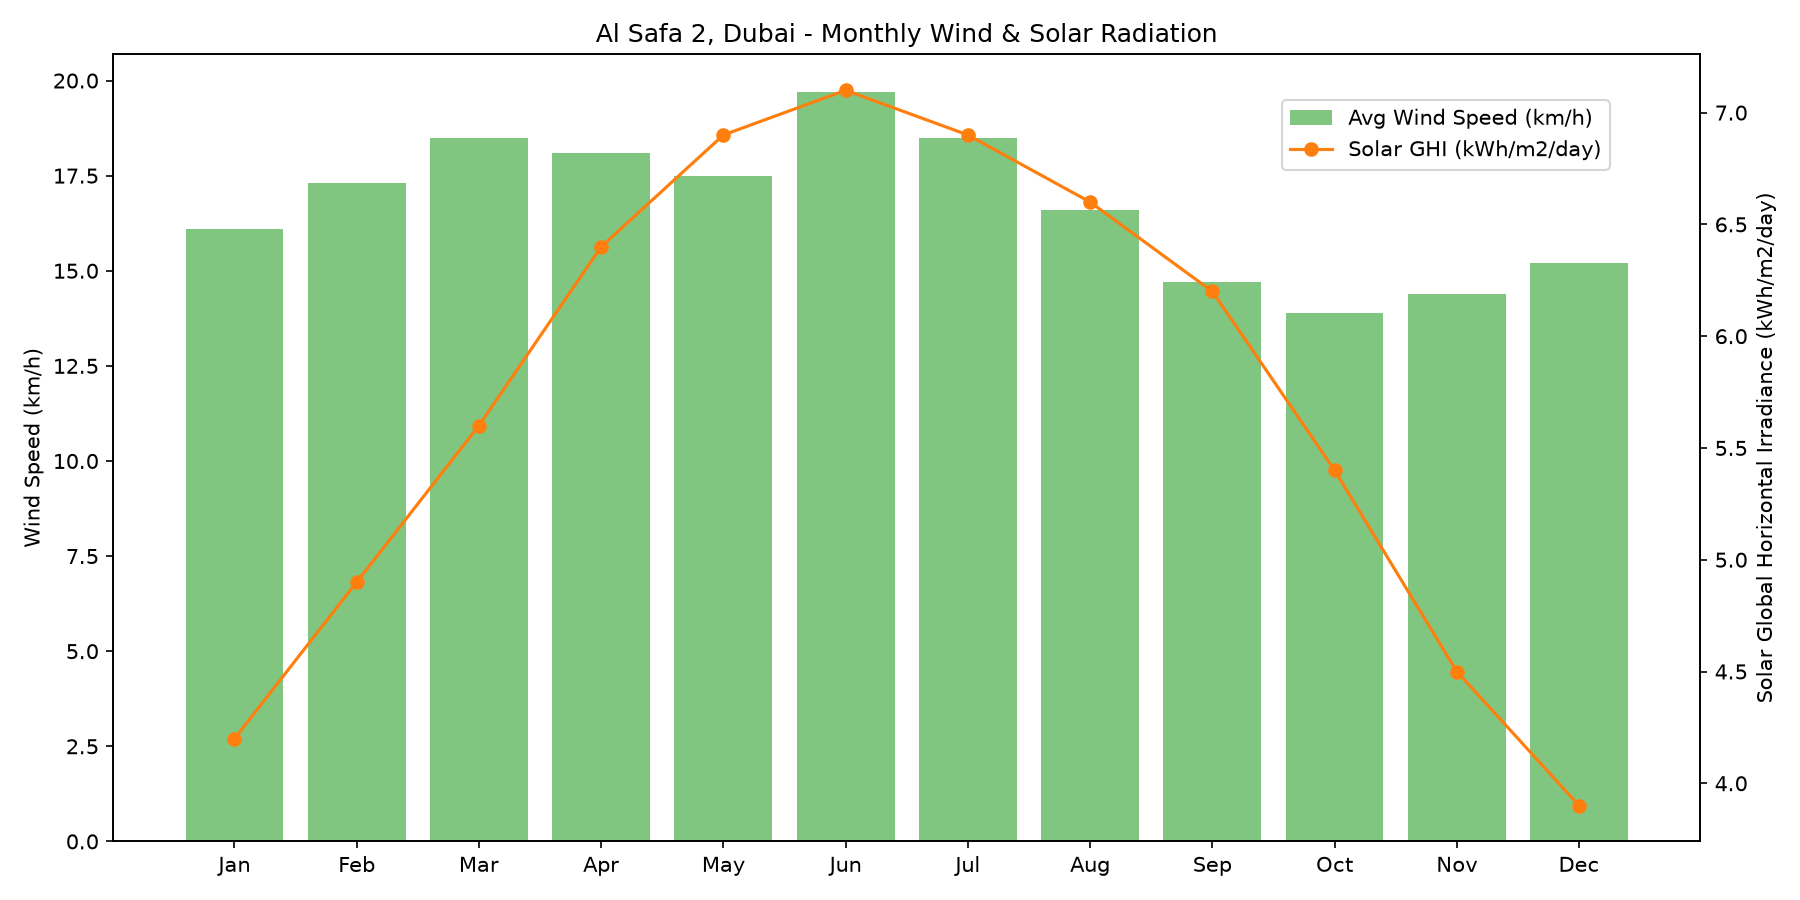 Al Safa 2, Dubai - Monthly Wind & Solar Radiation
Avg Wind Speed (km/h)
Solar GHI (kWh/m2/day)
Wind Speed (km/h)
20.0
17.5
15.0
12.5
10.0
7.5
5.0
2.5
0.0
Solar Global Horizontal Irradiance (kWh/m2/day)
7.0
6.5
6.0
5.5
5.0
4.5
4.0
Jan Feb Mar Apr May Jun Jul Aug Sep Oct Nov Dec